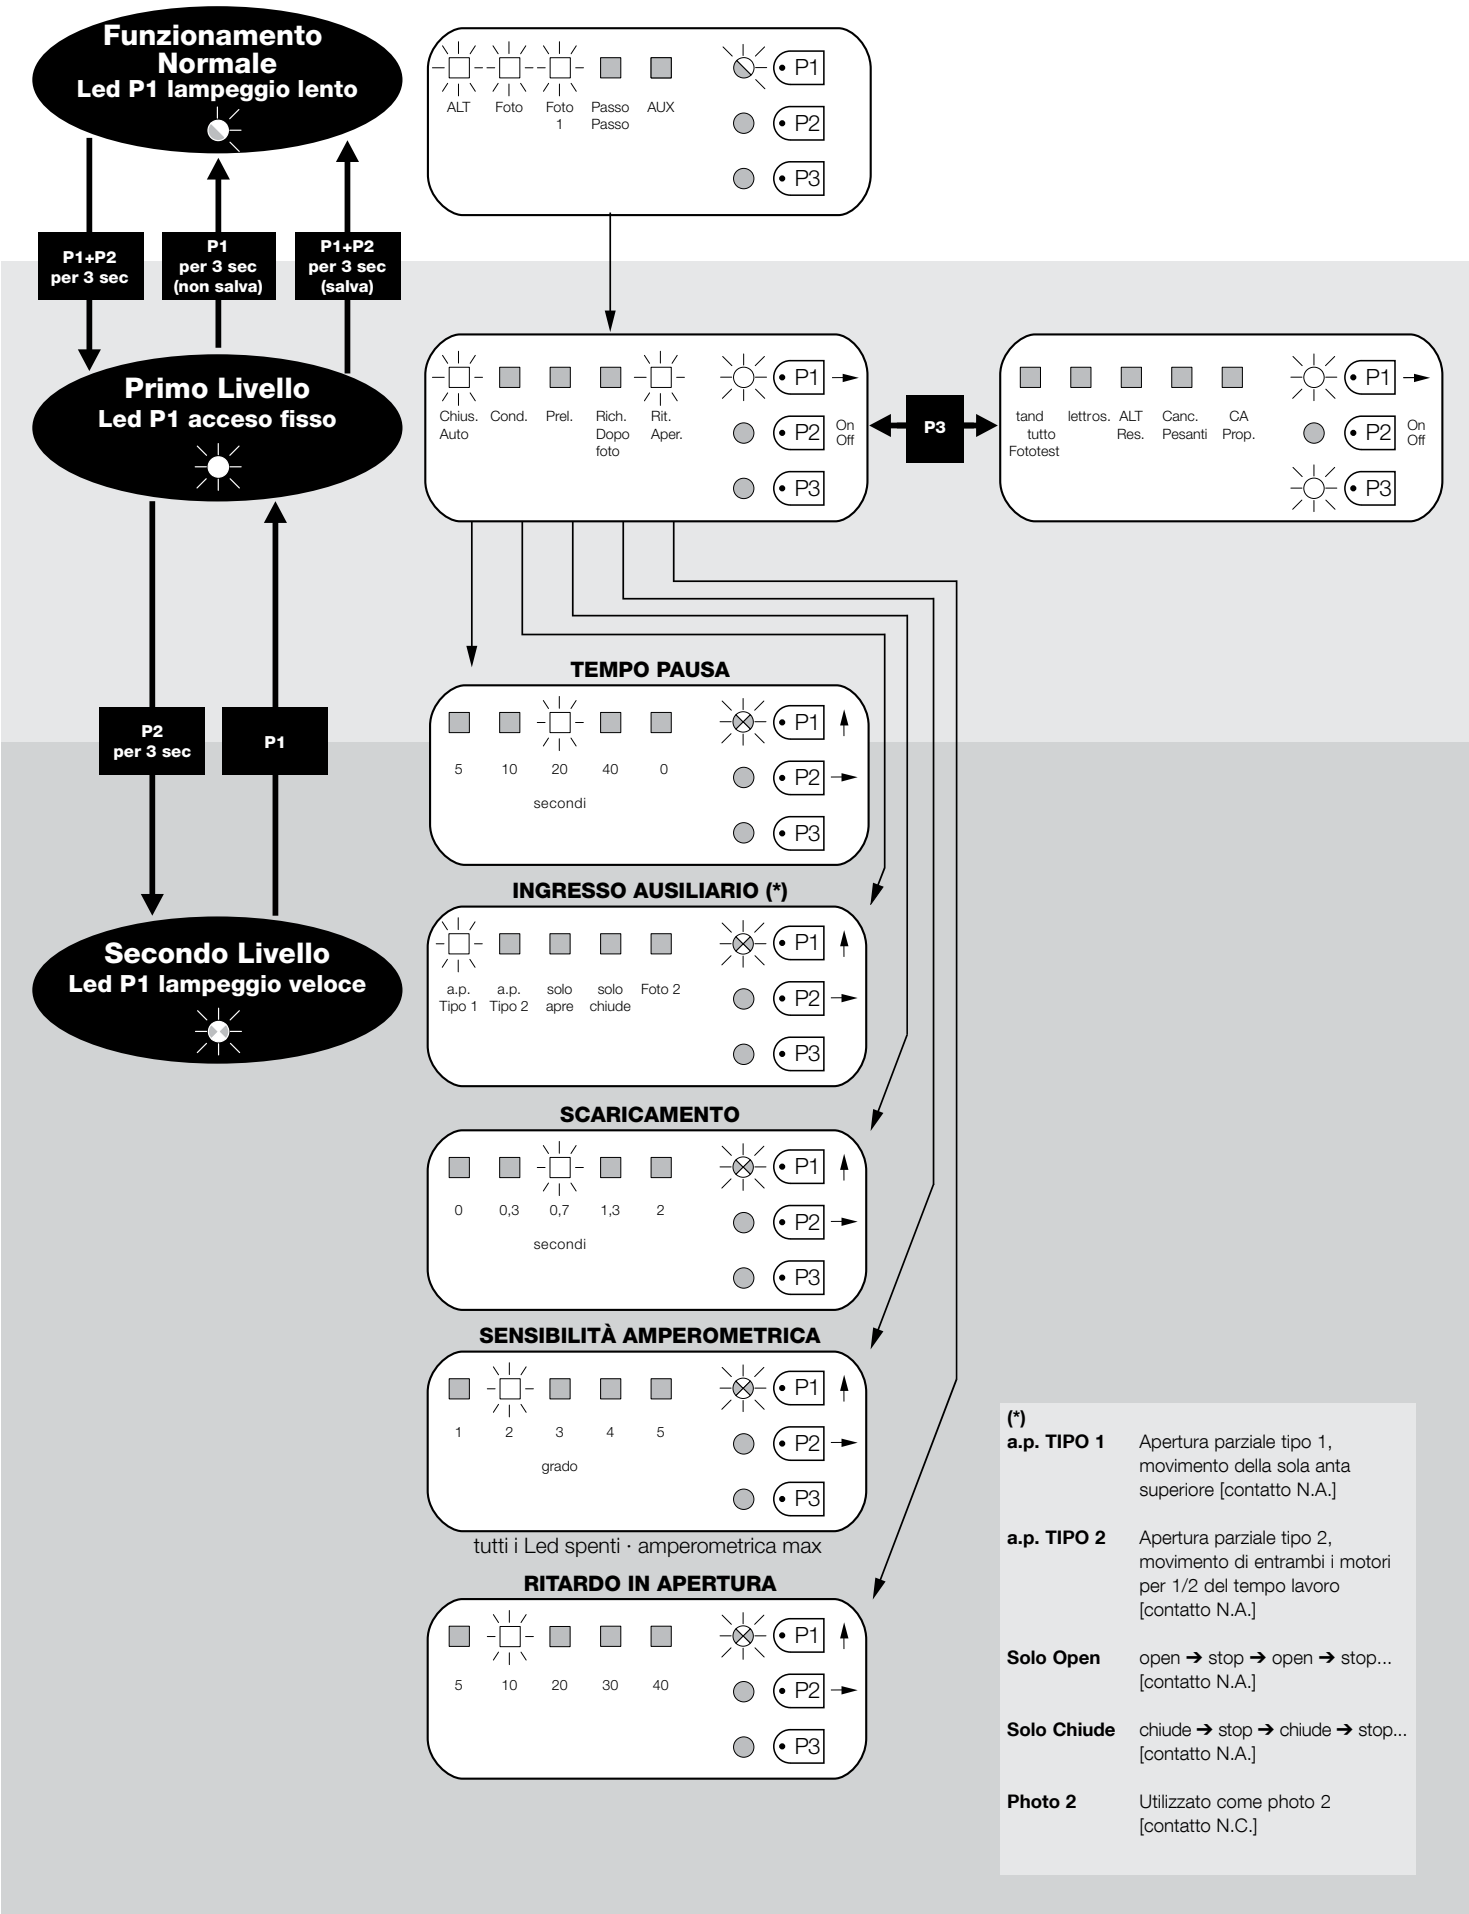 Funzionamento
Normale
Led P1 lampeggio lento
ALT Foto Foto Passo AUX
1 Passo
P1
P2
P3
P1+P2
per 3 sec
P1
per 3 sec
(non salva)
P1+P2
per 3 sec
(salva)
Primo Livello
Led P1 acceso fisso
Chius. Cond. Prel. Rich. Rit.
Auto Dopo Aper.
foto
P1
P2 On
Off
P3
P3
tand lettros. ALT Canc. CA
tutto Res. Pesanti Prop.
Fototest
P1
P2 On
Off
P3
P2
per 3 sec
P1
Secondo Livello
Led P1 lampeggio veloce
TEMPO PAUSA
5 10 20 40 0
secondi
P1
P2
P3
INGRESSO AUSILIARIO (*)
a.p. a.p. solo solo Foto 2
Tipo 1 Tipo 2 apre chiude
P1
P2
P3
SCARICAMENTO
0 0,3 0,7 1,3 2
secondi
P1
P2
P3
SENSIBILITÀ AMPEROMETRICA
1 2 3 4 5
grado
P1
P2
P3
tutti i Led spenti · amperometrica max
RITARDO IN APERTURA
5 10 20 30 40
P1
P2
P3
(*)
a.p. TIPO 1 Apertura parziale tipo 1,
movimento della sola anta
superiore [contatto N.A.]
a.p. TIPO 2 Apertura parziale tipo 2,
movimento di entrambi i motori
per 1/2 del tempo lavoro
[contatto N.A.]
Solo Open open ➔ stop ➔ open ➔ stop...
[contatto N.A.]
Solo Chiude chiude ➔ stop ➔ chiude ➔ stop...
[contatto N.A.]
Photo 2 Utilizzato come photo 2
[contatto N.C.]